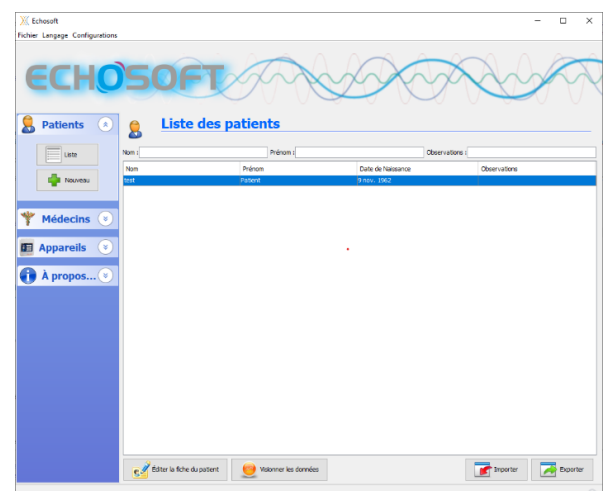 Echosoft
Fichier Langage Configurations
ECHOSOFT
Patients
Liste des patients
Liste
Nouveau
Nom : Prénom : Observations :
Nom Prénom Date de Naissance Observations
test Patient 9 nov. 1962
Médecins
Appareils
À propos...
Éditer la fiche du patient Visionner les données Importer Exporter